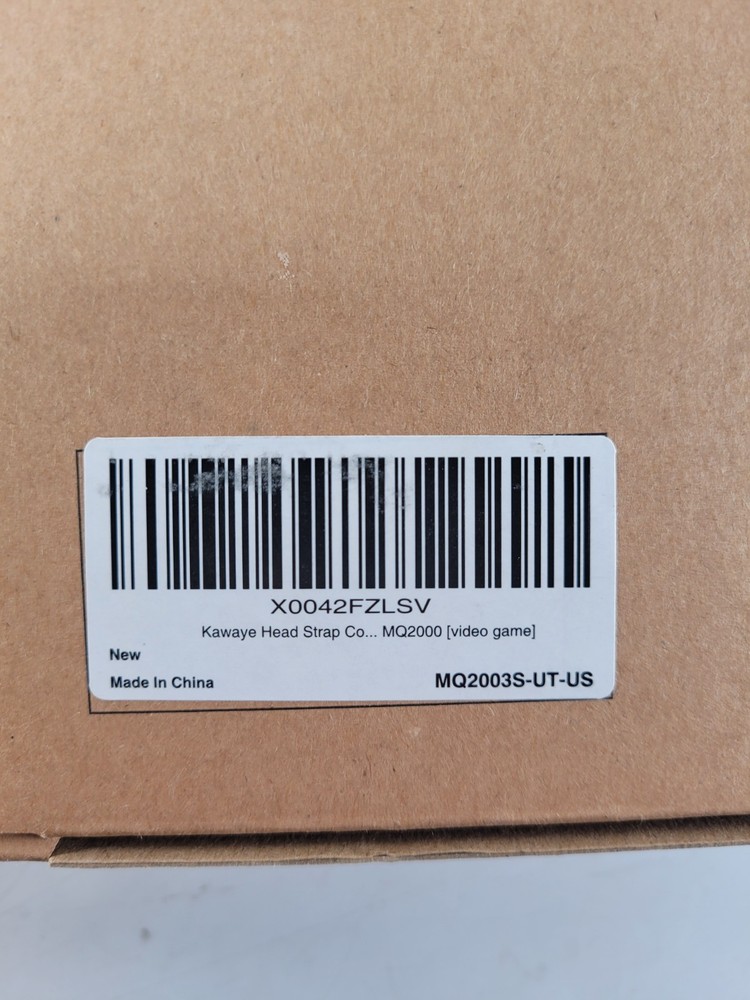 X0042FZLSV
Kawaye Head Strap Co... MQ2000 [video game]
New
Made In China MQ2003S-UT-US